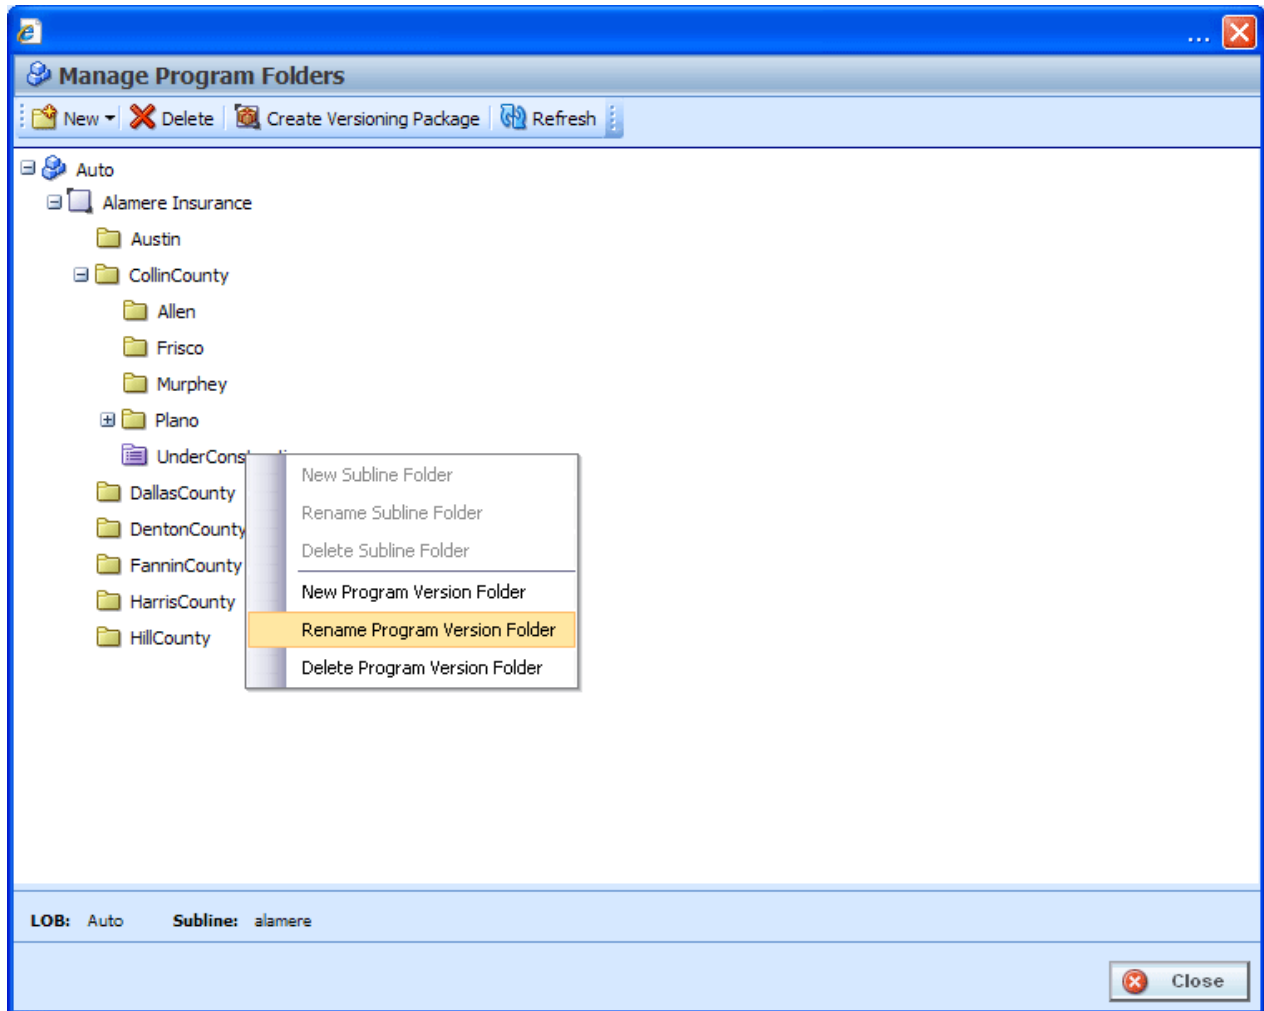 ...
Manage Program Folders
New Delete Create Versioning Package Refresh
Auto
Alamere Insurance
Austin
CollinCounty
Allen
Frisco
Murphey
Plano
UnderCons
New Subline Folder
Rename Subline Folder
Delete Subline Folder
New Program Version Folder
Rename Program Version Folder
Delete Program Version Folder
DallasCounty
DentonCounty
FanninCounty
HarrisCounty
HillCounty
LOB: Auto Subline: alamere
Close